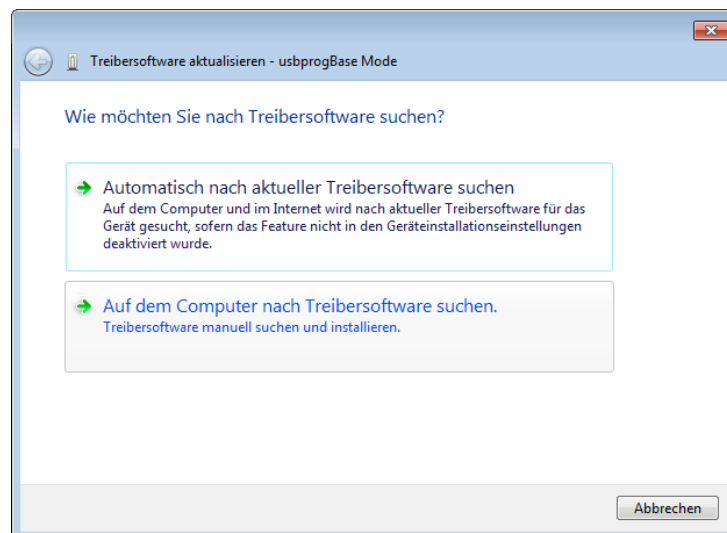 Treibersoftware aktualisieren - usbprogBase Mode
Wie möchten Sie nach Treibersoftware suchen?
Automatisch nach aktueller Treibersoftware suchen
Auf dem Computer und im Internet wird nach aktueller Treibersoftware für das
Gerät gesucht, sofern das Feature nicht in den Geräteinstallationseinstellungen
deaktiviert wurde.
Auf dem Computer nach Treibersoftware suchen.
Treibersoftware manuell suchen und installieren.
Abbrechen